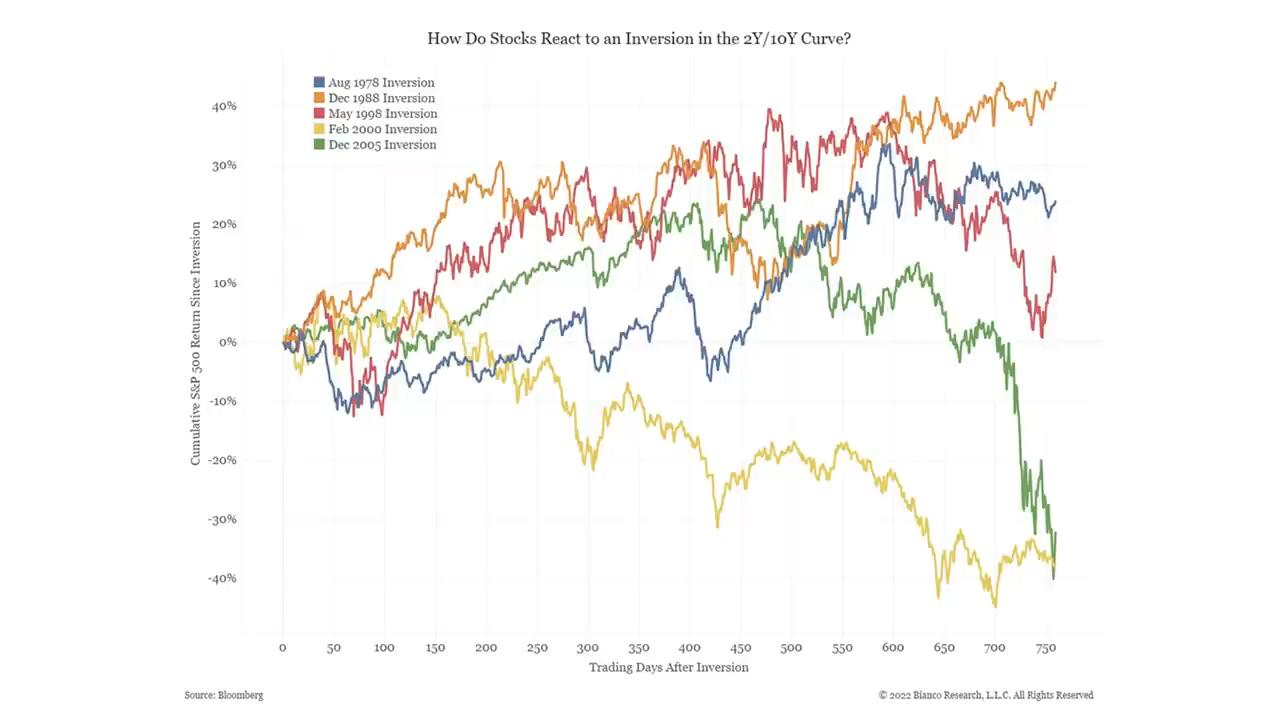 How Do Stocks React to an Inversion in the 2Y/10Y Curve?
Aug 1978 Inversion
Dec 1988 Inversion
May 1998 Inversion
Feb 2000 Inversion
Dec 2005 Inversion
Cumulative S&P 500 Return Since Inversion
40%
30%
20%
10%
0%
-10%
-20%
-30%
-40%
0 50 100 150 200 250 300 350 400 450 500 550 600 650 700 750
Trading Days After Inversion
Source: Bloomberg
© 2022 Bianco Research, L.L.C. All Rights Reserved